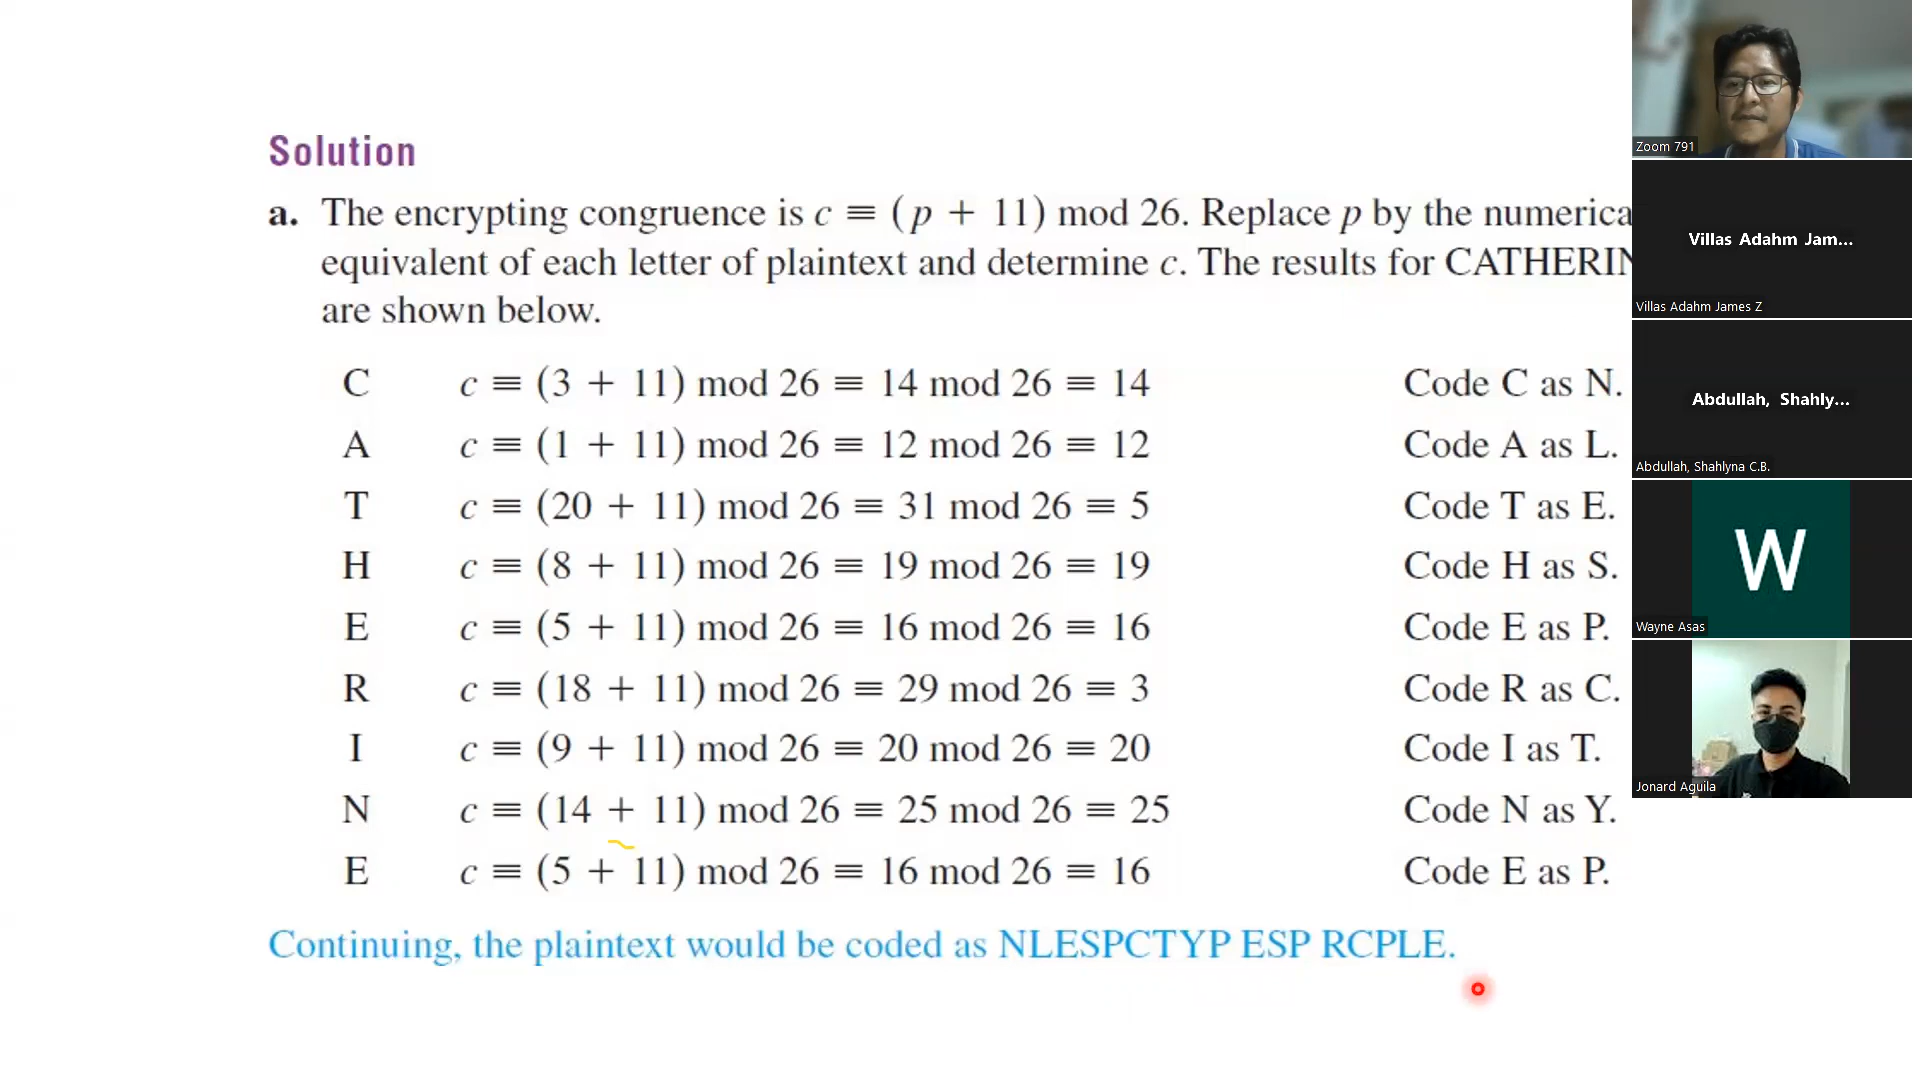 Solution
a. The encrypting congruence is c ≡ (p + 11) mod 26. Replace p by the numerica
equivalent of each letter of plaintext and determine c. The results for CATHERIN
are shown below.
C c ≡ (3 + 11) mod 26 ≡ 14 mod 26 ≡ 14 Code C as N.
A c ≡ (1 + 11) mod 26 ≡ 12 mod 26 ≡ 12 Code A as L.
T c ≡ (20 + 11) mod 26 ≡ 31 mod 26 ≡ 5 Code T as E.
H c ≡ (8 + 11) mod 26 ≡ 19 mod 26 ≡ 19 Code H as S.
E c ≡ (5 + 11) mod 26 ≡ 16 mod 26 ≡ 16 Code E as P.
R c ≡ (18 + 11) mod 26 ≡ 29 mod 26 ≡ 3 Code R as C.
I c ≡ (9 + 11) mod 26 ≡ 20 mod 26 ≡ 20 Code I as T.
N c ≡ (14 + 11) mod 26 ≡ 25 mod 26 ≡ 25 Code N as Y.
E c ≡ (5 + 11) mod 26 ≡ 16 mod 26 ≡ 16 Code E as P.
Continuing, the plaintext would be coded as NLESPCTYP ESP RCPLE.
Zoom 791
Villas Adahm Jam...
Villas Adahm James Z
Abdullah, Shahly...
Abdullah, Shahlyna C.B.
W
Wayne Asas
Jonard Aguila